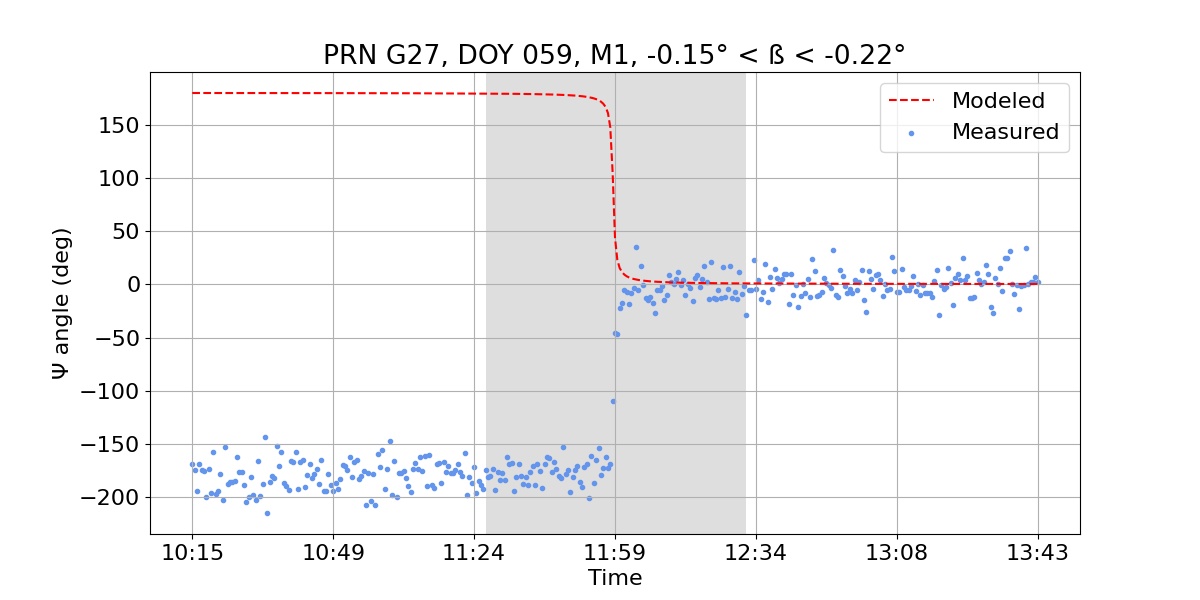 PRN G27, DOY 059, M1, -0.15° < ß < -0.22°
Modeled
Measured
Ψ angle (deg)
150
100
50
0
−50
−100
−150
−200
10:15 10:49 11:24 11:59 12:34 13:08 13:43
Time